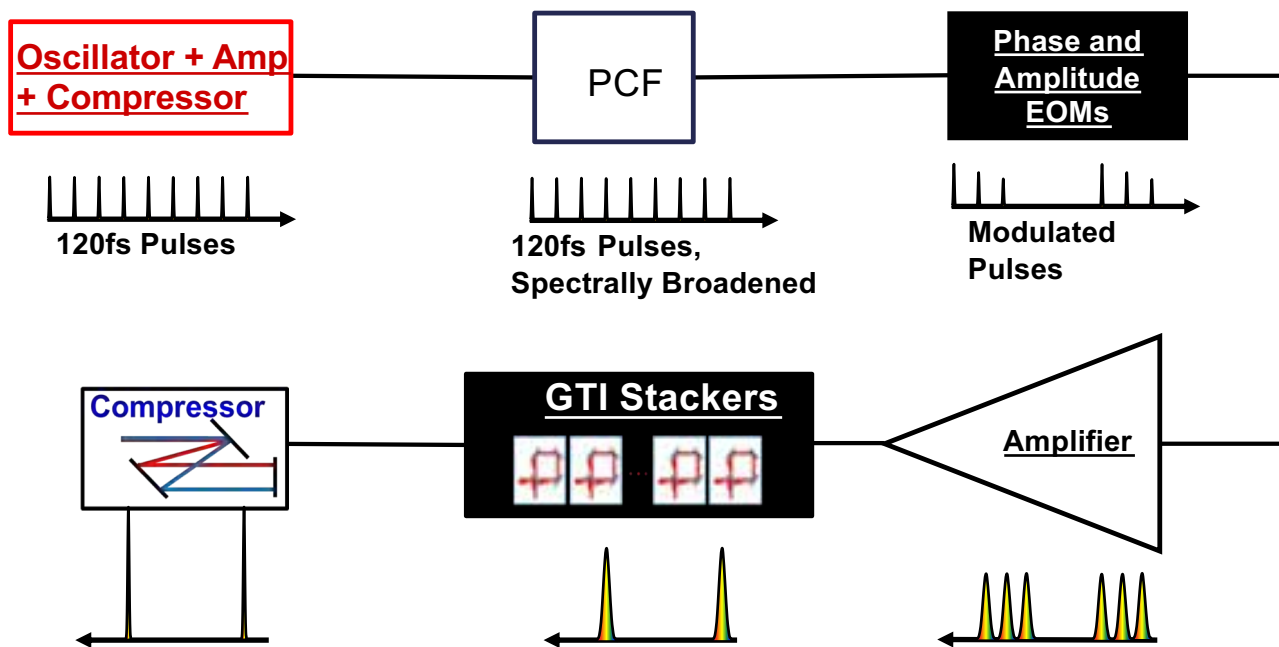 Oscillator + Amp
+ Compressor
PCF
Phase and
Amplitude
EOMs
120fs Pulses
120fs Pulses,
Spectrally Broadened
Modulated
Pulses
Compressor
GTI Stackers
...
Amplifier